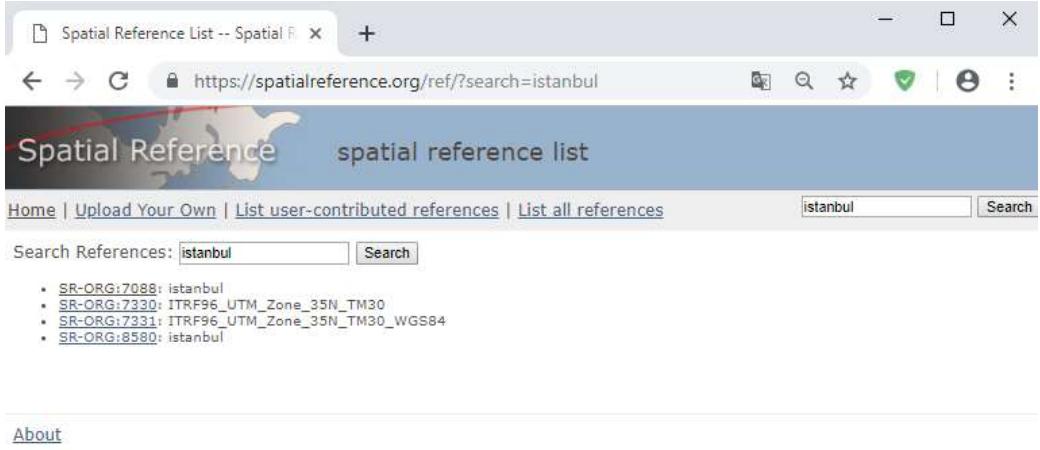 Spatial Reference List -- Spatial R
https://spatialreference.org/ref/?search=istanbul
Spatial Reference spatial reference list
Home | Upload Your Own | List user-contributed references | List all references istanbul Search
Search References: istanbul Search
SR-ORG:7088: istanbul
SR-ORG:7330: ITRF96_UTM_Zone_35N_TM30
SR-ORG:7331: ITRF96_UTM_Zone_35N_TM30_WGS84
SR-ORG:8580: istanbul
About